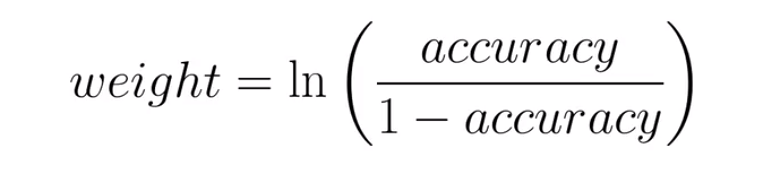 weight = ln ( accuracy / 1 − accuracy )